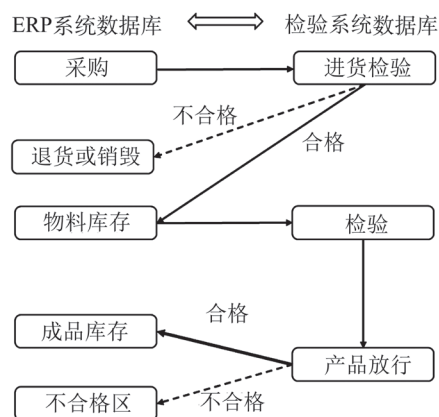 ERP系统数据库 检验系统数据库
采购 进货检验
不合格
合格
退货或销毁
物料库存 检验
合格
成品库存
产品放行
不合格区 不合格